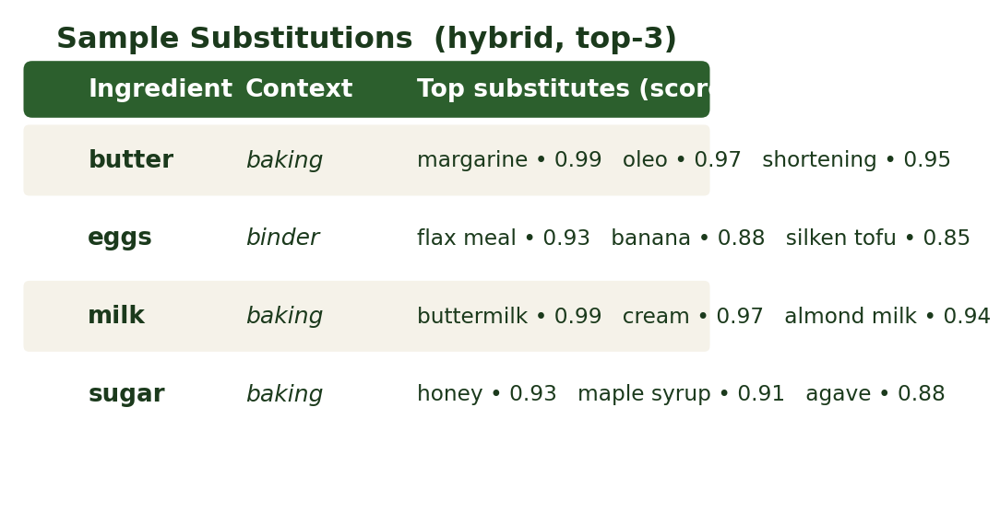 Sample Substitutions (hybrid, top-3)
Ingredient Context Top substitutes (score
butter baking margarine • 0.99 oleo • 0.97 shortening • 0.95
eggs binder flax meal • 0.93 banana • 0.88 silken tofu • 0.85
milk baking buttermilk • 0.99 cream • 0.97 almond milk • 0.94
sugar baking honey • 0.93 maple syrup • 0.91 agave • 0.88